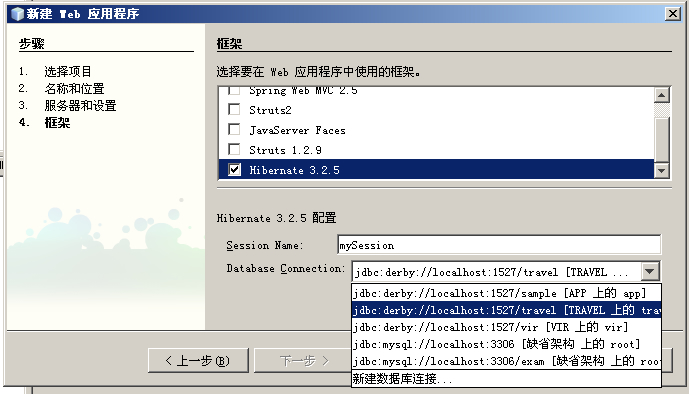 新建 Web 应用程序
步骤
1. 选择项目
2. 名称和位置
3. 服务器和设置
4. 框架
框架
选择要在 Web 应用程序中使用的框架。
Spring Web MVC 2.5
Struts2
JavaServer Faces
Struts 1.2.9
Hibernate 3.2.5
Hibernate 3.2.5 配置
Session Name: mySession
Database Connection: jdbc:derby://localhost:1527/travel [TRAVEL ...
jdbc:derby://localhost:1527/sample [APP 上的 app]
jdbc:derby://localhost:1527/travel [TRAVEL 上的 tra
jdbc:derby://localhost:1527/vir [VIR 上的 vir]
jdbc:mysql://localhost:3306 [缺省架构 上的 root]
jdbc:mysql://localhost:3306/exam [缺省架构 上的 roo
新建数据库连接...
< 上一步(B)
下一步 >